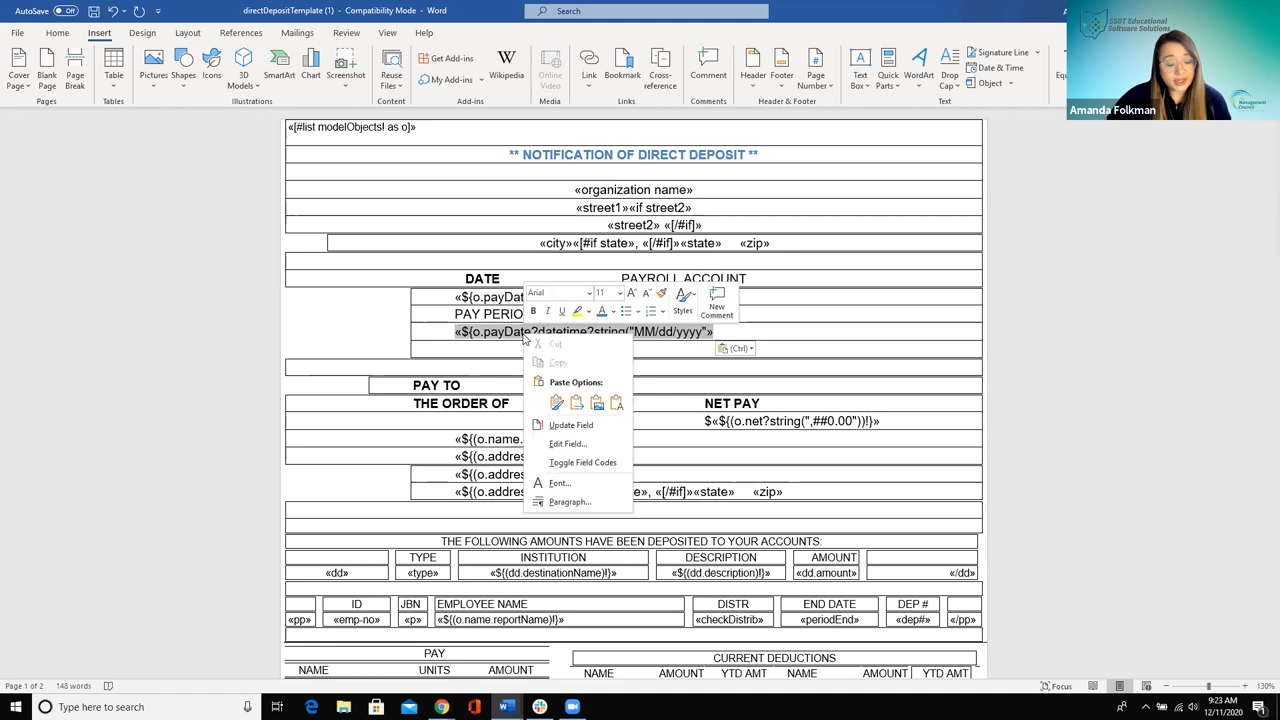 AutoSave Off
directDepositTemplate (1) - Compatibility Mode - Word
Search
File Home Insert Design Layout References Mailings Review View Help
Cover Page
Blank Page
Page Break
Pages
Table
Tables
Pictures
Shapes
Icons
3D Models
SmartArt
Chart
Screenshot
Illustrations
Reuse Files
Content
Get Add-ins
My Add-ins
Wikipedia
Add-ins
Online Video
Media
Link
Bookmark
Cross-reference
Links
Comment
Comments
Header
Footer
Page Number
Header & Footer
Text Box
Quick Parts
WordArt
Drop Cap
Signature Line
Date & Time
Object
Text
SSDT Educational
Software Solutions
Management
Council
Amanda Folkman
«[#list modelObjects! as o]»
** NOTIFICATION OF DIRECT DEPOSIT **
«organization name»
«street1»«if street2»
«street2» «[/#if]»
«city»«[#if state», «[/#if]»«state» «zip»
DATE PAYROLL ACCOUNT
«${o.payDat
PAY PERIO
«${o.payDate?datetime?string("MM/dd/yyyy"»
Arial 11
B I U A
Styles
New Comment
(Ctrl)
Cut
Copy
Paste Options:
Update Field
Edit Field...
Toggle Field Codes
Font...
Paragraph...
PAY TO
THE ORDER OF NET PAY
$«${(o.net?string(",##0.00"))!}»
«${(o.name.
«${(o.addres
«${(o.addre
«${(o.addres te», «[/#if]»«state» «zip»
THE FOLLOWING AMOUNTS HAVE BEEN DEPOSITED TO YOUR ACCOUNTS:
TYPE INSTITUTION DESCRIPTION AMOUNT
«dd» «type» «${(dd.destinationName)!}» «${(dd.description)!}» «dd.amount» «/dd»
ID JBN EMPLOYEE NAME DISTR END DATE DEP #
«pp» «emp-no» «p» «${(o.name.reportName)!}» «checkDistrib» «periodEnd» «dep#» «/pp»
PAY CURRENT DEDUCTIONS
NAME UNITS AMOUNT NAME AMOUNT YTD AMT NAME AMOUNT YTD AMT
Page 1 of 2 148 words
Focus
130%
Type here to search
9:23 AM
12/11/2020